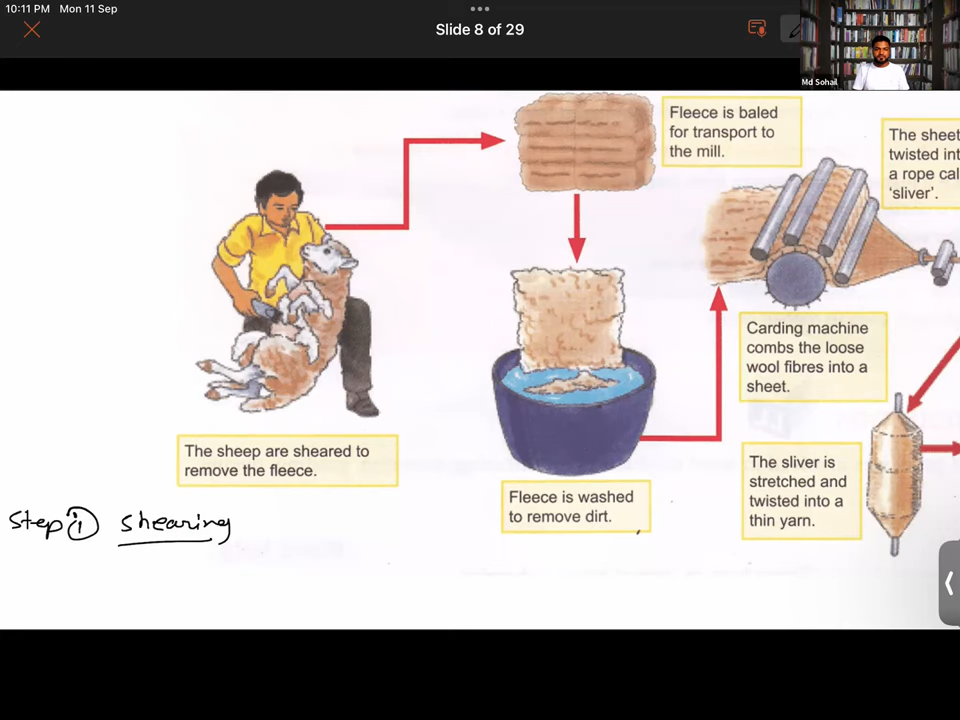 10:11 PM Mon 11 Sep
Slide 8 of 29
Md Sohail
Fleece is baled
for transport to
the mill.
The sheet
twisted int
a rope cal
‘sliver’.
Carding machine
combs the loose
wool fibres into a
sheet.
The sheep are sheared to
remove the fleece.
The sliver is
stretched and
twisted into a
thin yarn.
Fleece is washed
to remove dirt.
Step 1 shearing